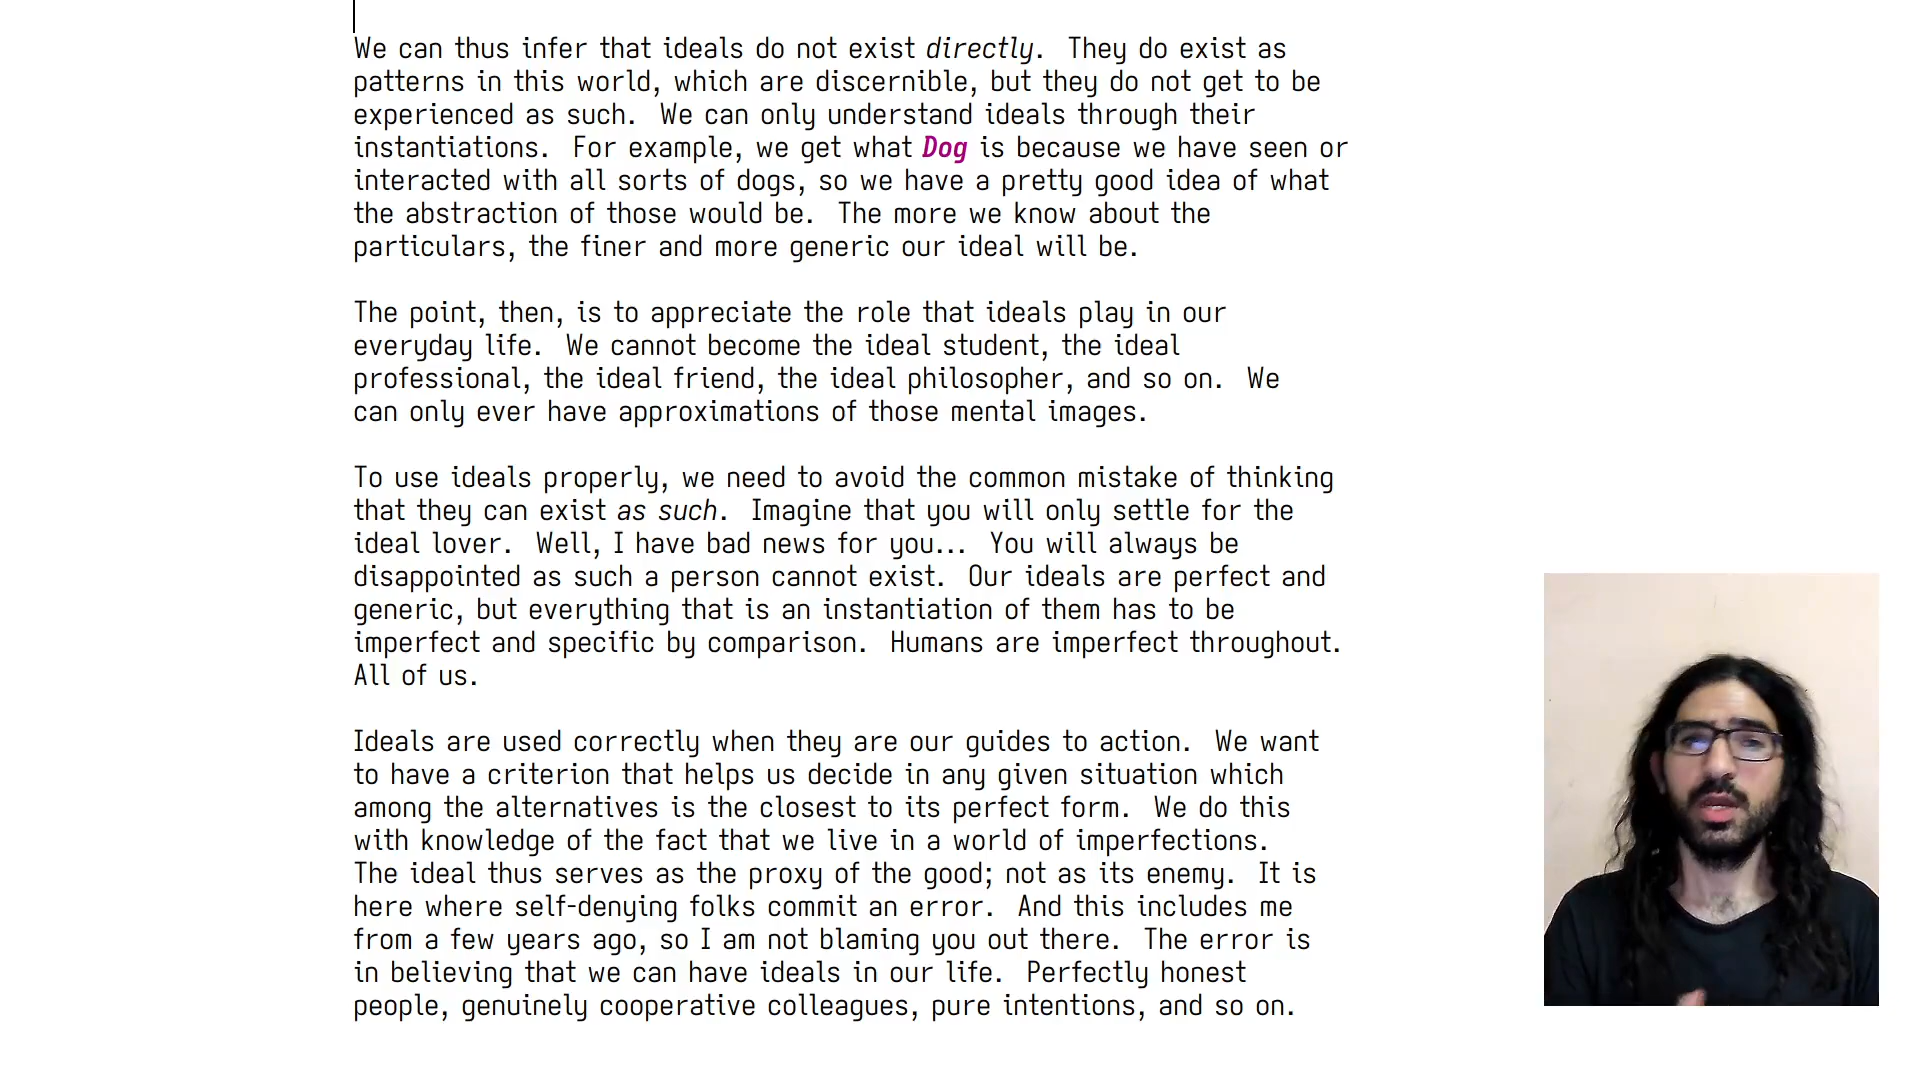 We can thus infer that ideals do not exist directly.  They do exist as
patterns in this world, which are discernible, but they do not get to be
experienced as such.  We can only understand ideals through their
instantiations.  For example, we get what Dog is because we have seen or
interacted with all sorts of dogs, so we have a pretty good idea of what
the abstraction of those would be.  The more we know about the
particulars, the finer and more generic our ideal will be.
The point, then, is to appreciate the role that ideals play in our
everyday life.  We cannot become the ideal student, the ideal
professional, the ideal friend, the ideal philosopher, and so on.  We
can only ever have approximations of those mental images.
To use ideals properly, we need to avoid the common mistake of thinking
that they can exist as such.  Imagine that you will only settle for the
ideal lover.  Well, I have bad news for you...  You will always be
disappointed as such a person cannot exist.  Our ideals are perfect and
generic, but everything that is an instantiation of them has to be
imperfect and specific by comparison.  Humans are imperfect throughout.
All of us.
Ideals are used correctly when they are our guides to action.  We want
to have a criterion that helps us decide in any given situation which
among the alternatives is the closest to its perfect form.  We do this
with knowledge of the fact that we live in a world of imperfections.
The ideal thus serves as the proxy of the good; not as its enemy.  It is
here where self-denying folks commit an error.  And this includes me
from a few years ago, so I am not blaming you out there.  The error is
in believing that we can have ideals in our life.  Perfectly honest
people, genuinely cooperative colleagues, pure intentions, and so on.